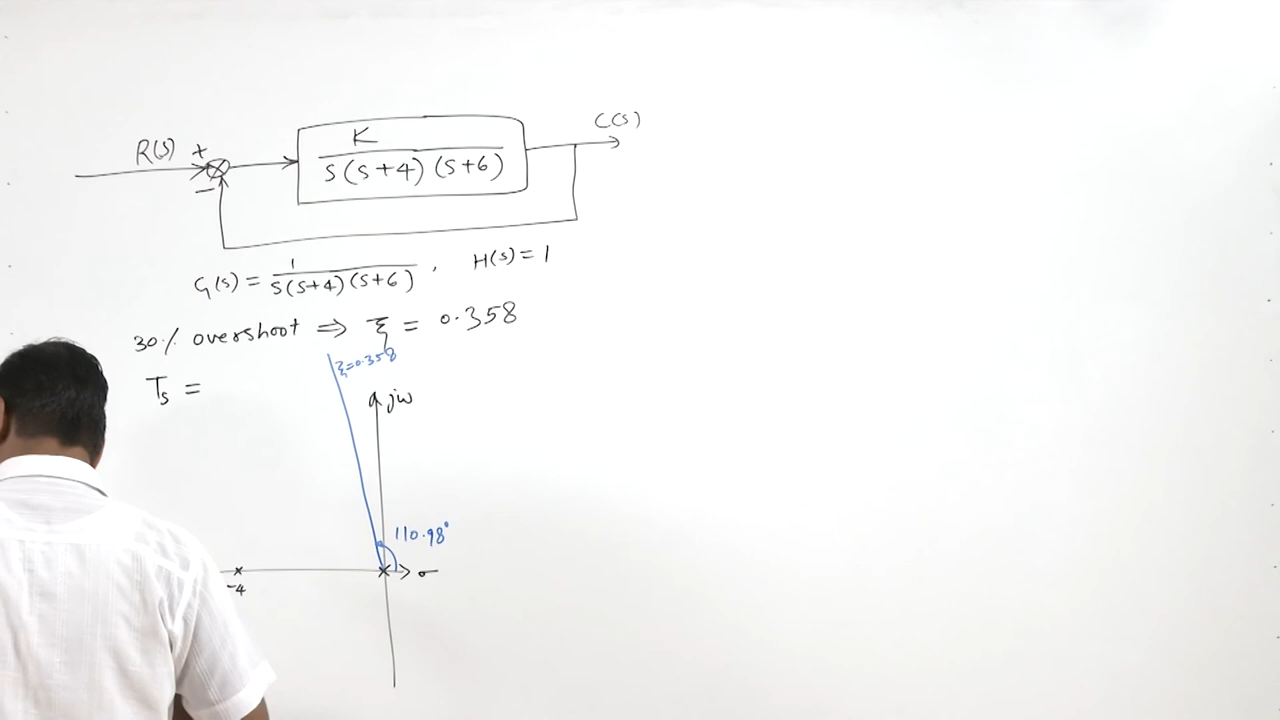 R(s) + K C(s)
−
s(s+4)(s+6)
G(s) = 1/s(s+4)(s+6) , H(s) = 1
30% overshoot ⇒ ξ = 0.358
ξ=0.358
Ts =
jω
110.98°
-4
σ